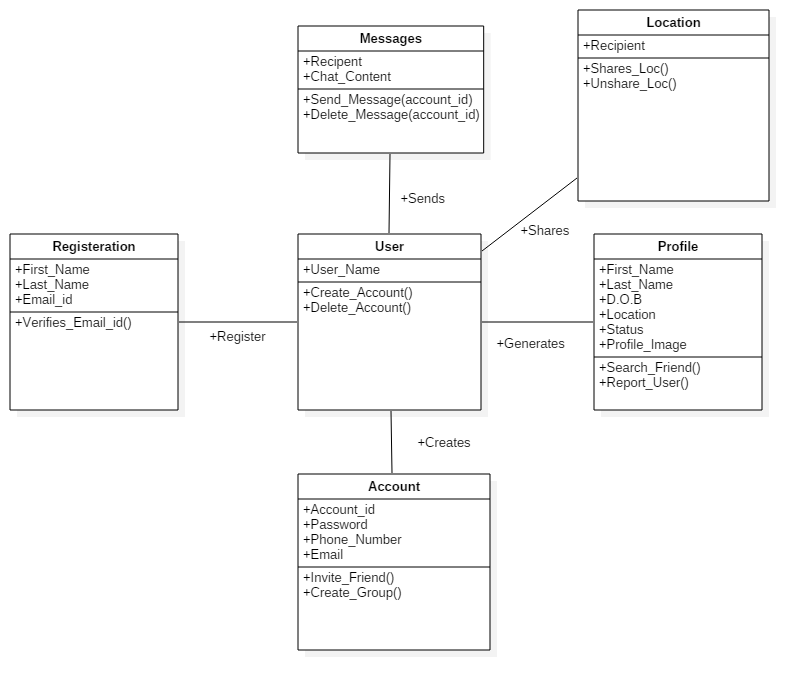 Messages
+Recipent
+Chat_Content
+Send_Message(account_id)
+Delete_Message(account_id)
Location
+Recipient
+Shares_Loc()
+Unshare_Loc()
+Sends
+Shares
Registeration
+First_Name
+Last_Name
+Email_id
+Verifies_Email_id()
+Register
User
+User_Name
+Create_Account()
+Delete_Account()
+Generates
Profile
+First_Name
+Last_Name
+D.O.B
+Location
+Status
+Profile_Image
+Search_Friend()
+Report_User()
+Creates
Account
+Account_id
+Password
+Phone_Number
+Email
+Invite_Friend()
+Create_Group()